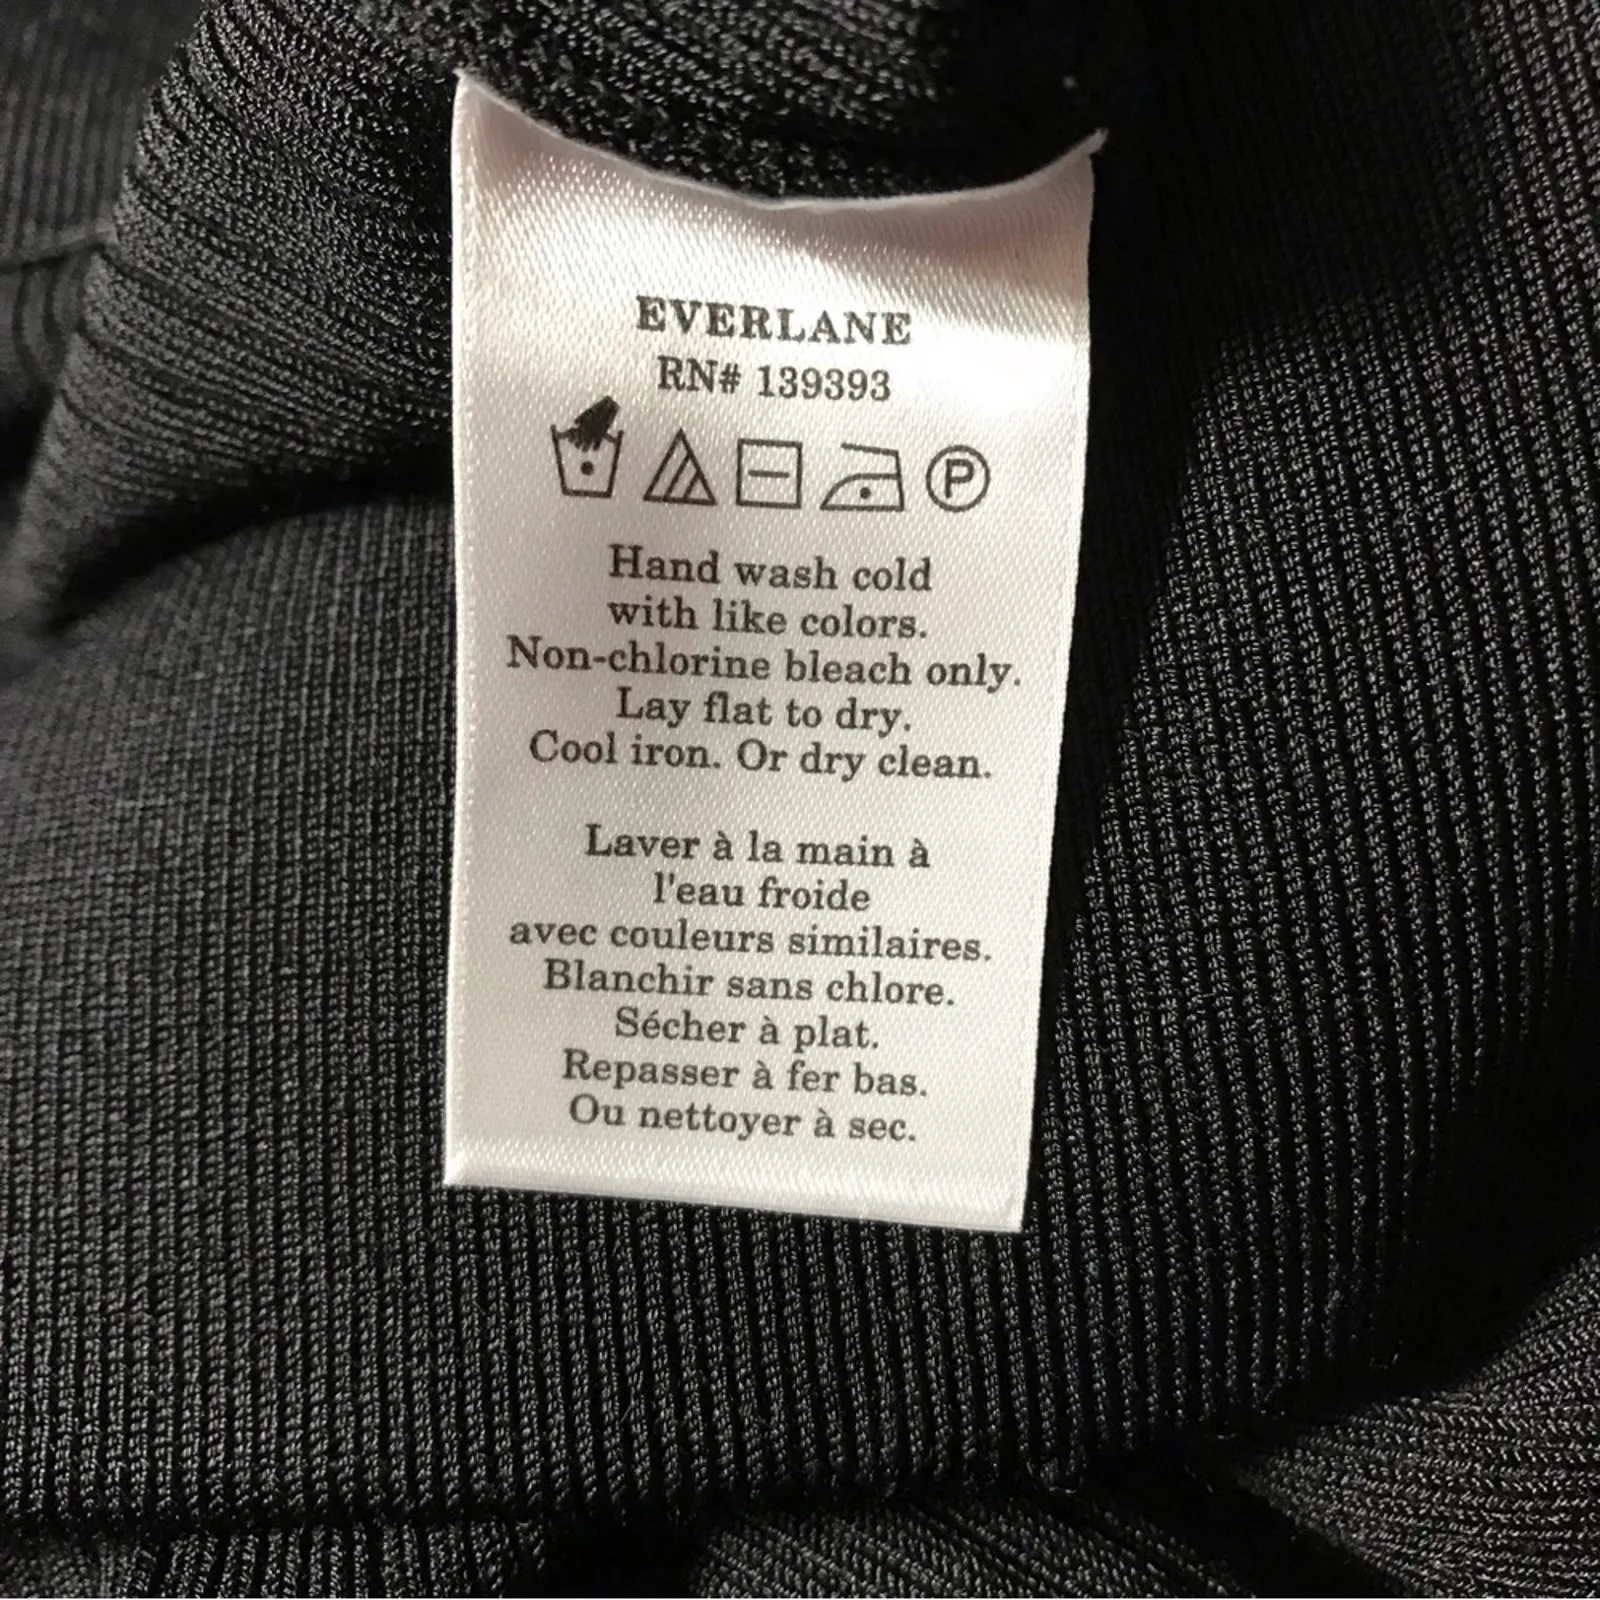 EVERLANE
RN# 139393
P
Hand wash cold
with like colors.
Non-chlorine bleach only.
Lay flat to dry.
Cool iron. Or dry clean.
Laver à la main à
l'eau froide
avec couleurs similaires.
Blanchir sans chlore.
Sécher à plat.
Repasser à fer bas.
Ou nettoyer à sec.